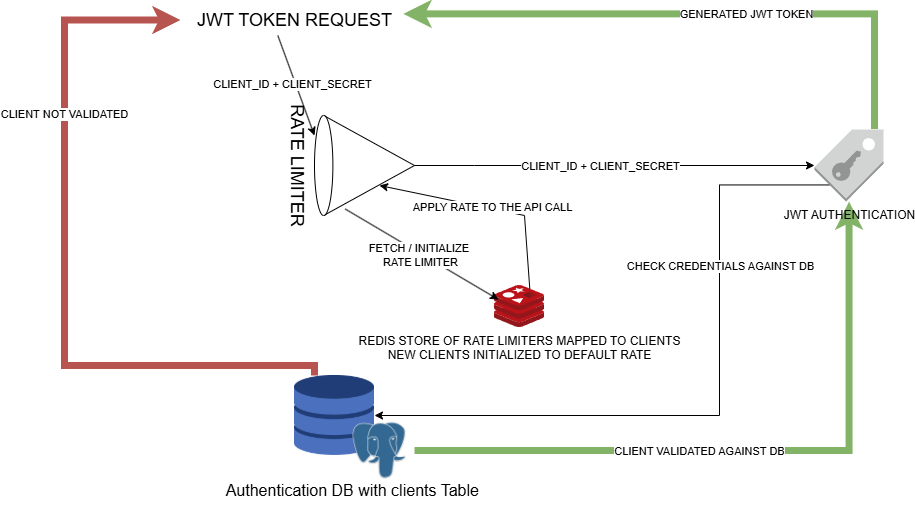 JWT TOKEN REQUEST
GENERATED JWT TOKEN
CLIENT_ID + CLIENT_SECRET
CLIENT NOT VALIDATED
RATE LIMITER
CLIENT_ID + CLIENT_SECRET
APPLY RATE TO THE API CALL
JWT AUTHENTICATION
FETCH / INITIALIZE
RATE LIMITER
CHECK CREDENTIALS AGAINST DB
REDIS STORE OF RATE LIMITERS MAPPED TO CLIENTS
NEW CLIENTS INITIALIZED TO DEFAULT RATE
CLIENT VALIDATED AGAINST DB
Authentication DB with clients Table